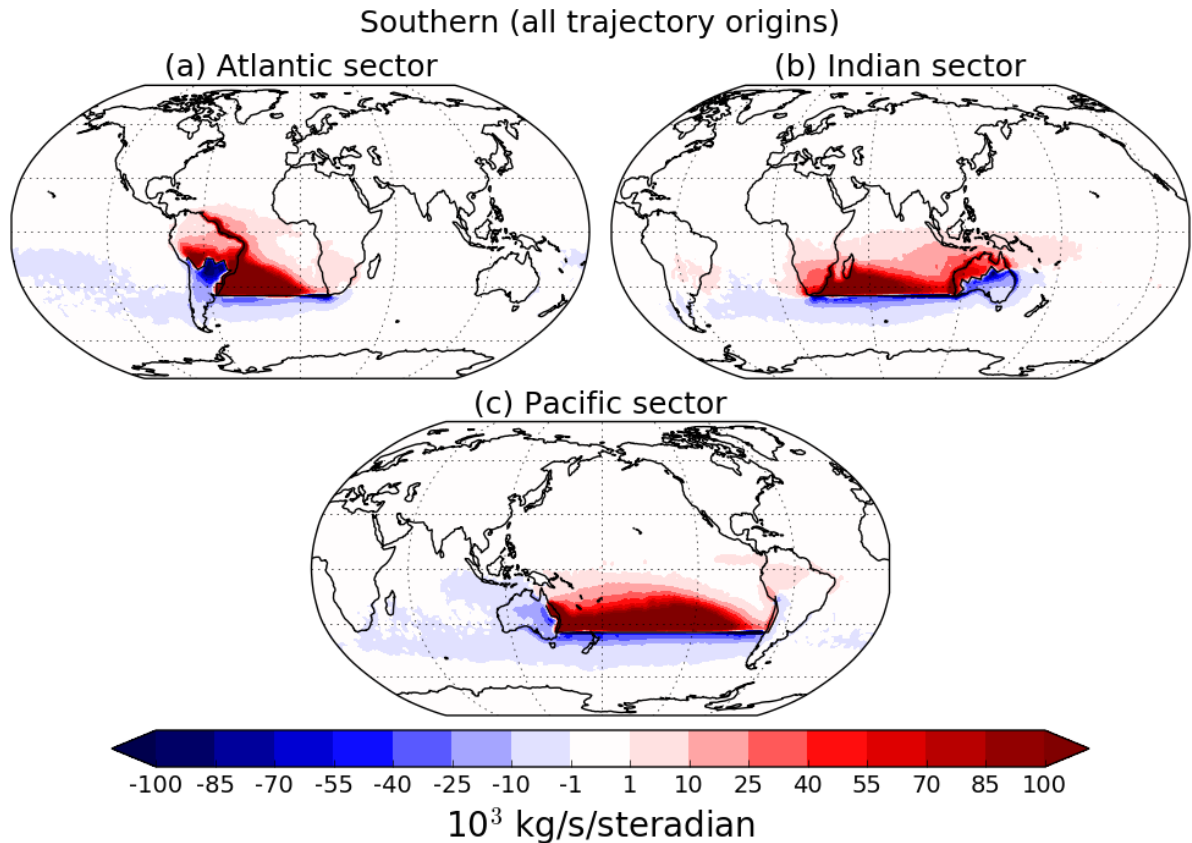 Southern (all trajectory origins)
(a) Atlantic sector
(b) Indian sector
(c) Pacific sector
-100 -85 -70 -55 -40 -25 -10 -1 1 10 25 40 55 70 85 100
10³ kg/s/steradian